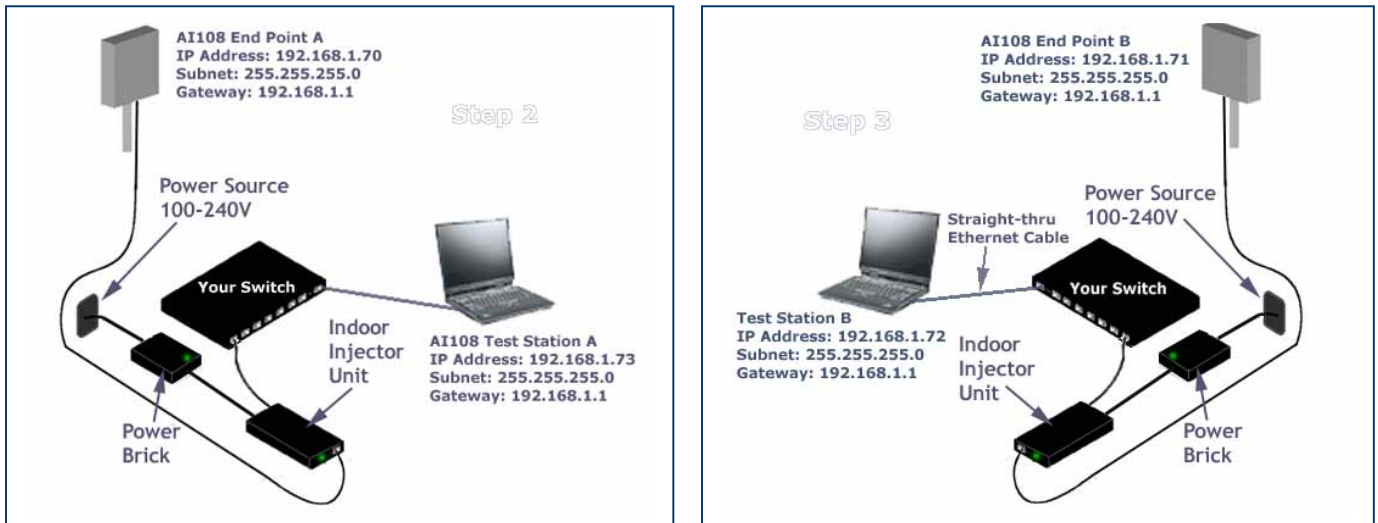 AI108 End Point A
IP Address: 192.168.1.70
Subnet: 255.255.255.0
Gateway: 192.168.1.1
Step 2
Power Source
100-240V
Your Switch
Indoor
Injector
Unit
AI108 Test Station A
IP Address: 192.168.1.73
Subnet: 255.255.255.0
Gateway: 192.168.1.1
Power
Brick
AI108 End Point B
IP Address: 192.168.1.71
Subnet: 255.255.255.0
Gateway: 192.168.1.1
Step 3
Power Source
100-240V
Straight-thru
Ethernet Cable
Your Switch
Test Station B
IP Address: 192.168.1.72
Subnet: 255.255.255.0
Gateway: 192.168.1.1
Indoor
Injector
Unit
Power
Brick